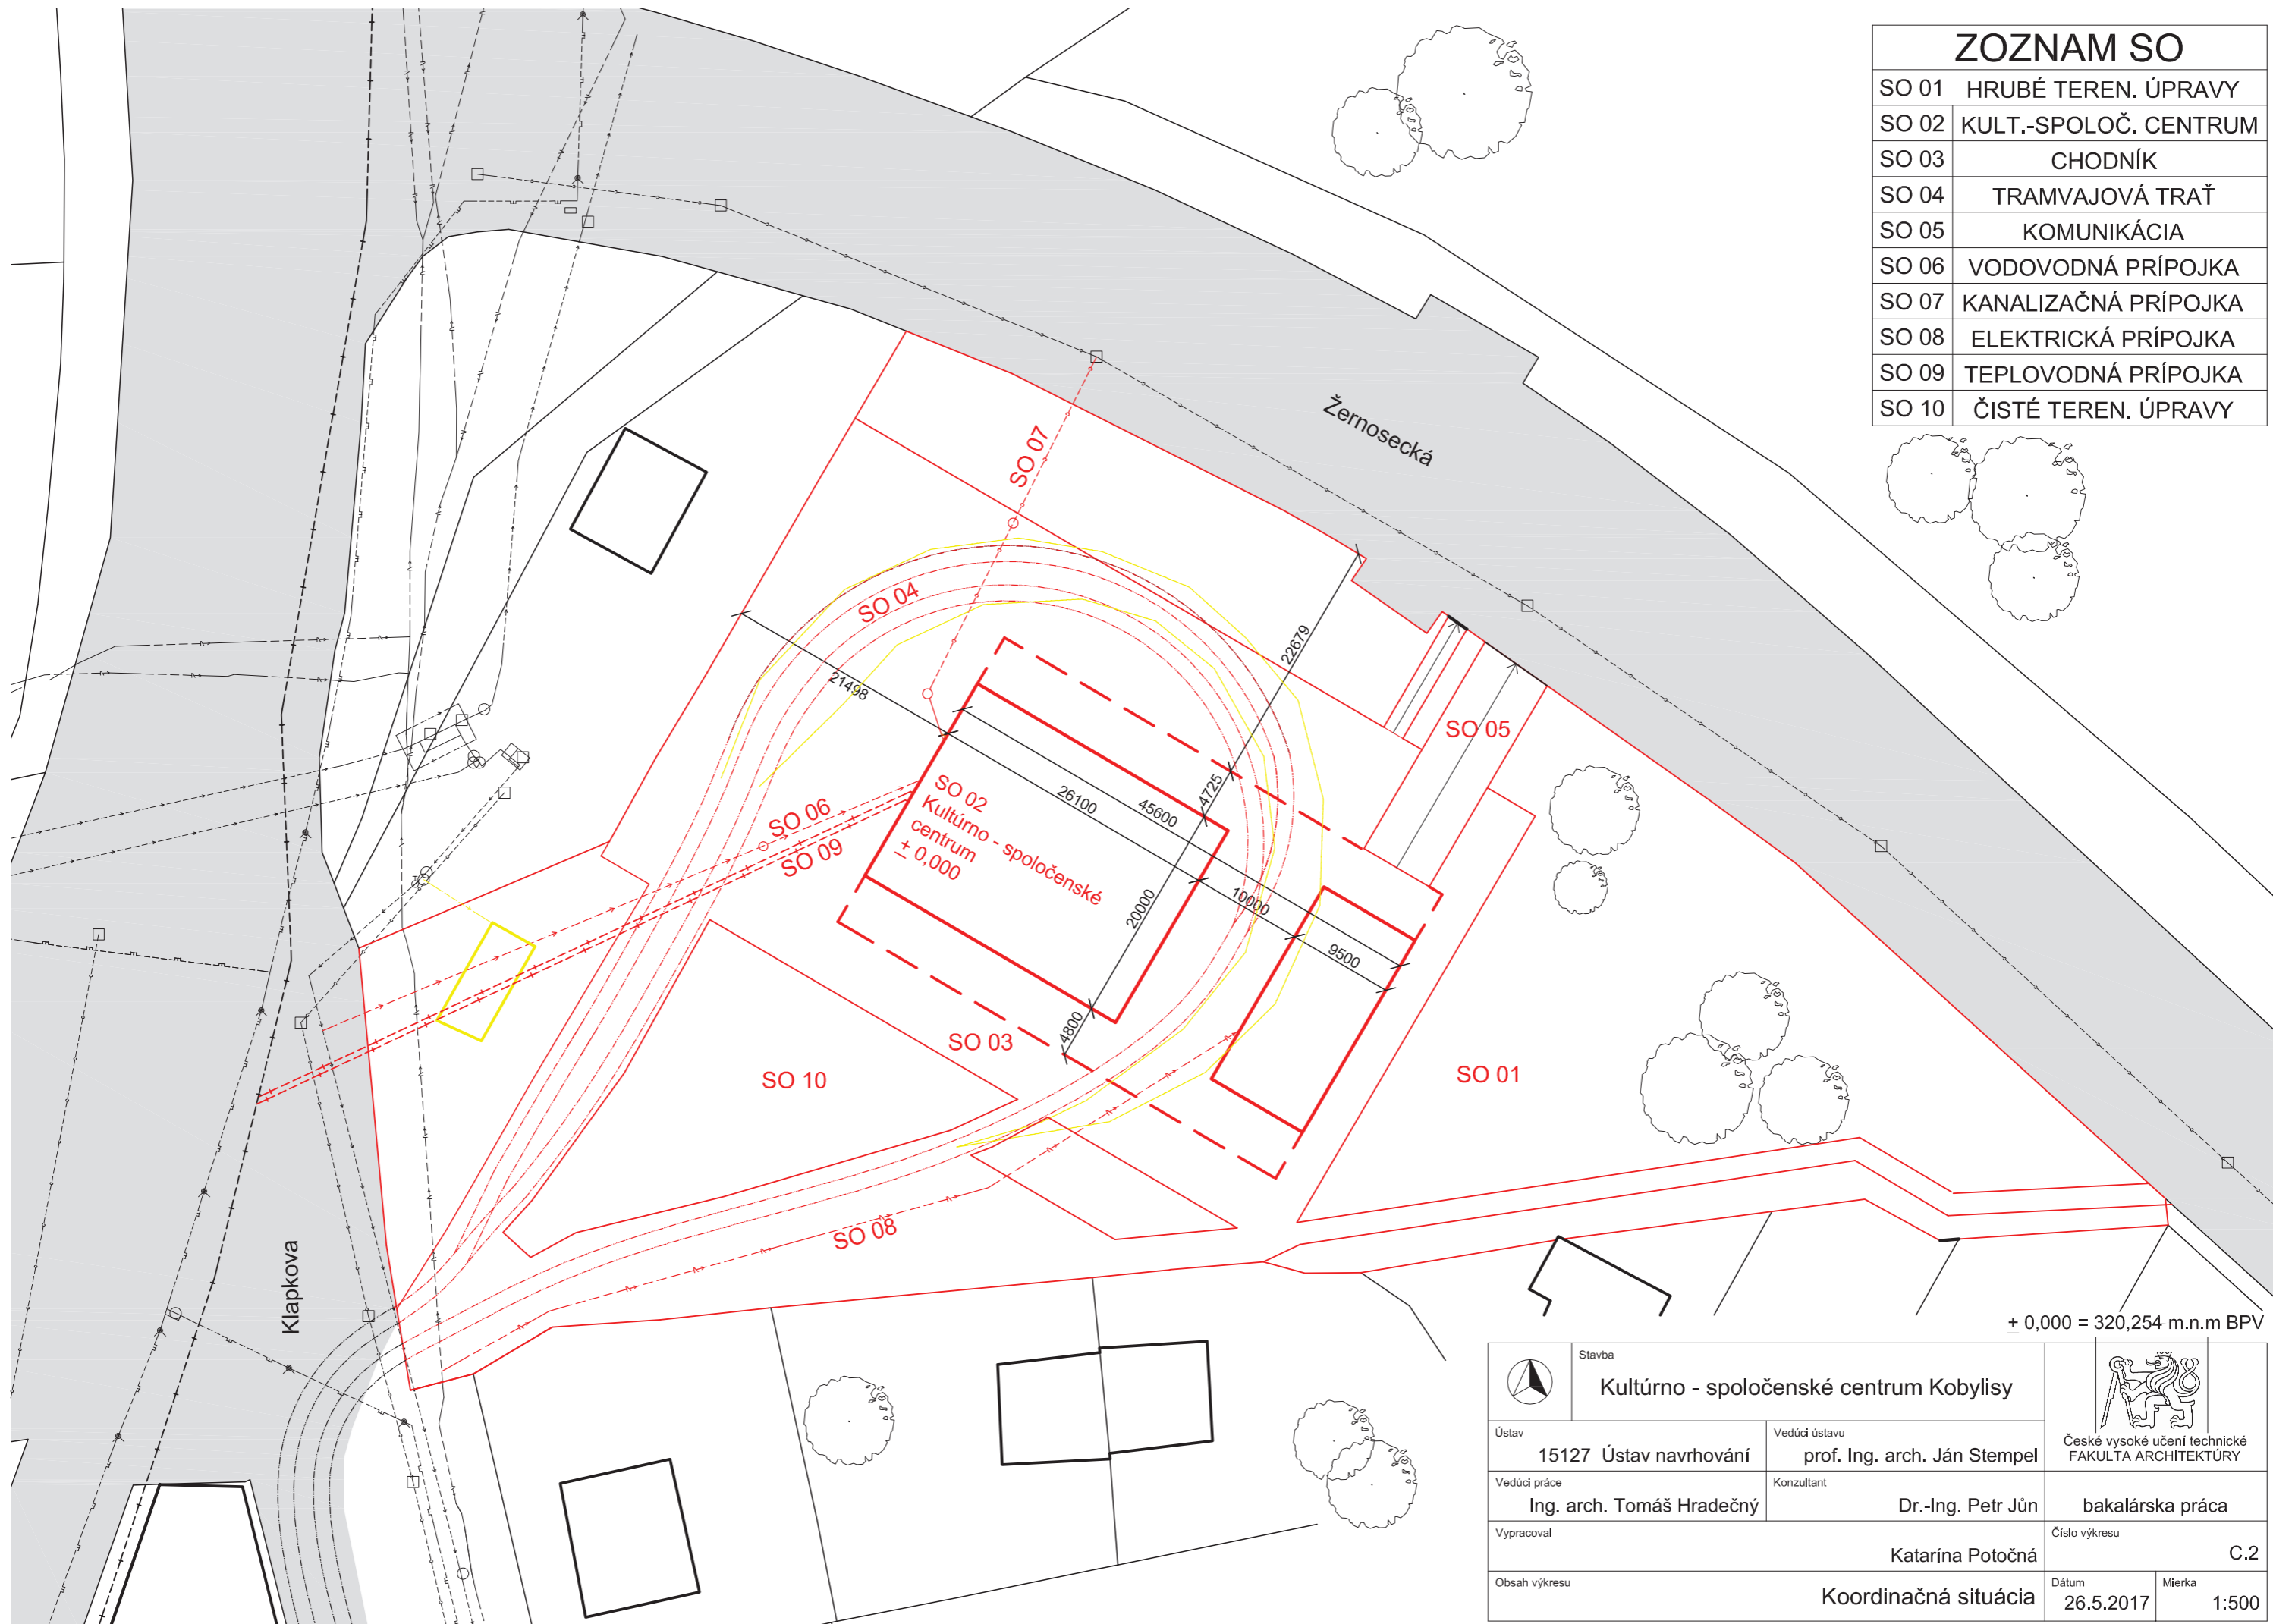 ZOZNAM SO
SO 01 HRUBÉ TEREN. ÚPRAVY
SO 02 KULT.-SPOLOČ. CENTRUM
SO 03 CHODNÍK
SO 04 TRAMVAJOVÁ TRAŤ
SO 05 KOMUNIKÁCIA
SO 06 VODOVODNÁ PRÍPOJKA
SO 07 KANALIZAČNÁ PRÍPOJKA
SO 08 ELEKTRICKÁ PRÍPOJKA
SO 09 TEPLOVODNÁ PRÍPOJKA
SO 10 ČISTÉ TEREN. ÚPRAVY
Žernosecká
SO 07
SO 04
22679
21498
SO 05
4725
26100
45600
SO 06
SO 09
SO 02
Kultúrno - spoločenské
centrum
± 0,000
20000
10000
9500
4800
SO 03
SO 10
SO 01
SO 08
Klapkova
± 0,000 = 320,254 m.n.m BPV
Stavba
Kultúrno - spoločenské centrum Kobylisy
České vysoké učení technické
FAKULTA ARCHITEKTÚRY
Ústav
15127 Ústav navrhování
Vedúci ústavu
prof. Ing. arch. Ján Stempel
Vedúci práce
Ing. arch. Tomáš Hradečný
Konzultant
Dr.-Ing. Petr Jůn
bakalárska práca
Vypracoval
Katarína Potočná
Číslo výkresu
C.2
Obsah výkresu
Koordinačná situácia
Dátum
26.5.2017
Mierka
1:500